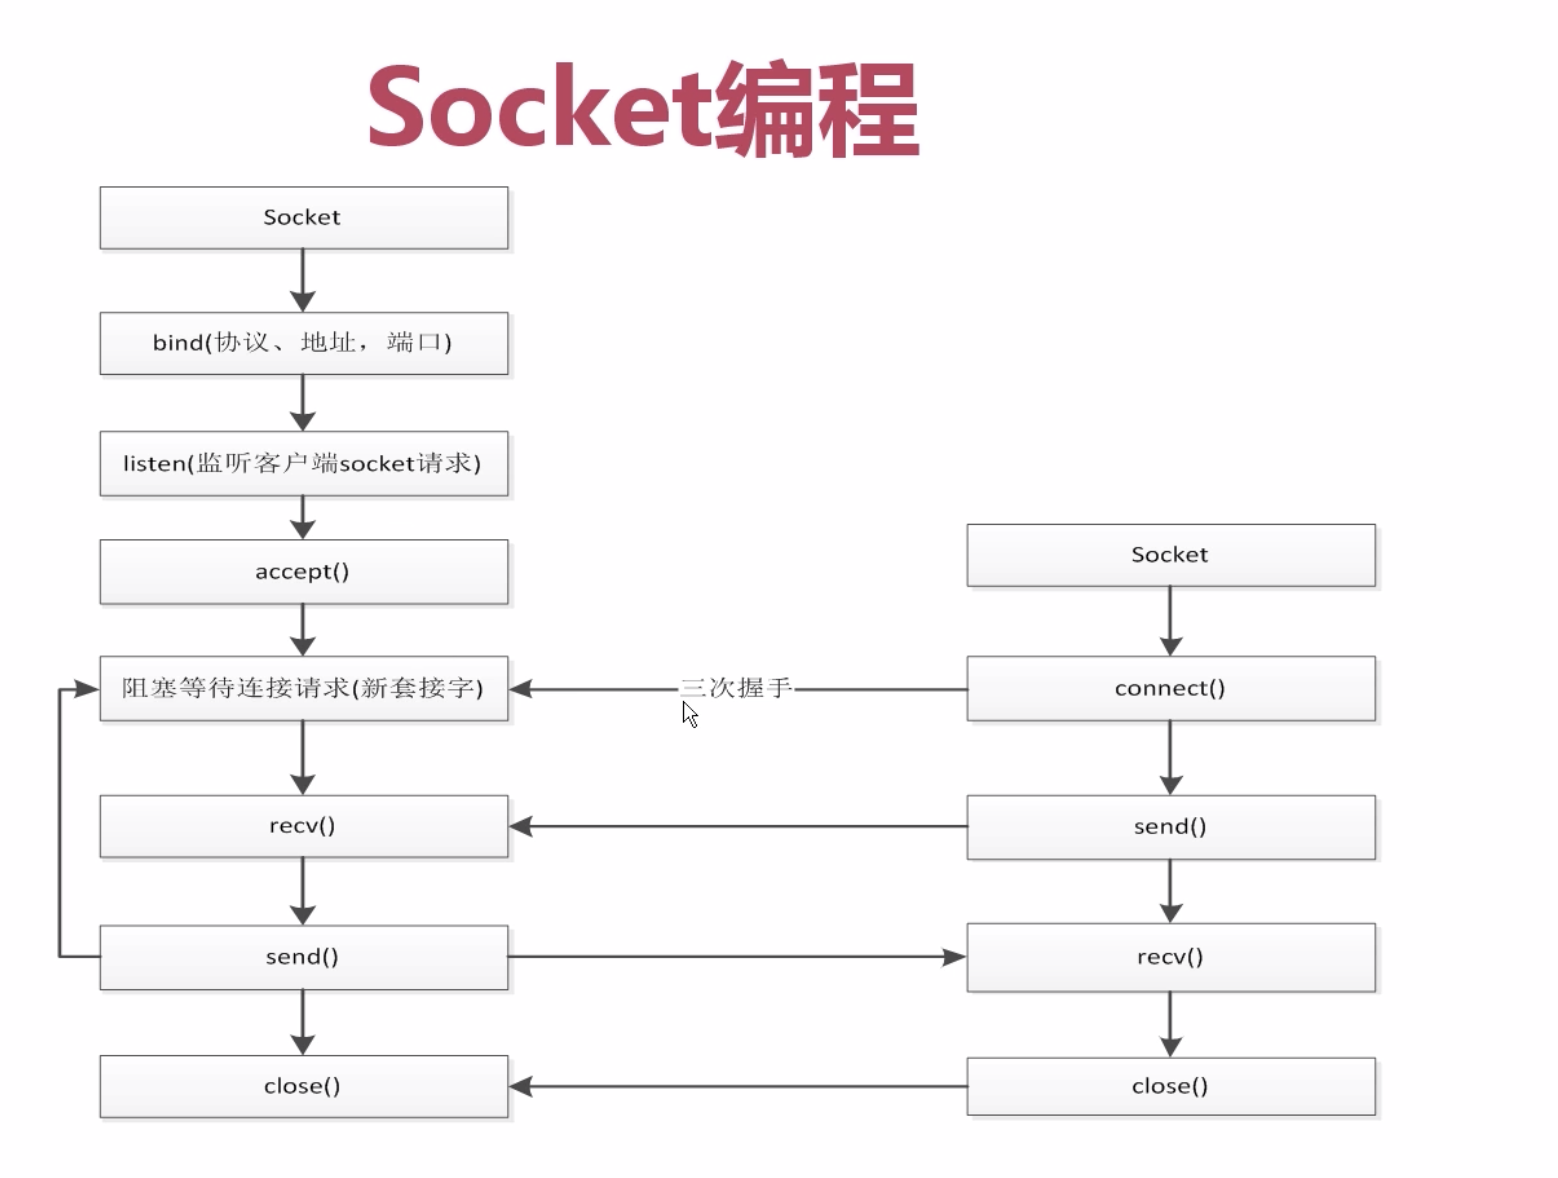 Socket编程
Socket
bind(协议、地址，端口)
listen(监听客户端socket请求)
accept()
阻塞等待连接请求(新套接字)
recv()
send()
close()
三次握手
Socket
connect()
send()
recv()
close()